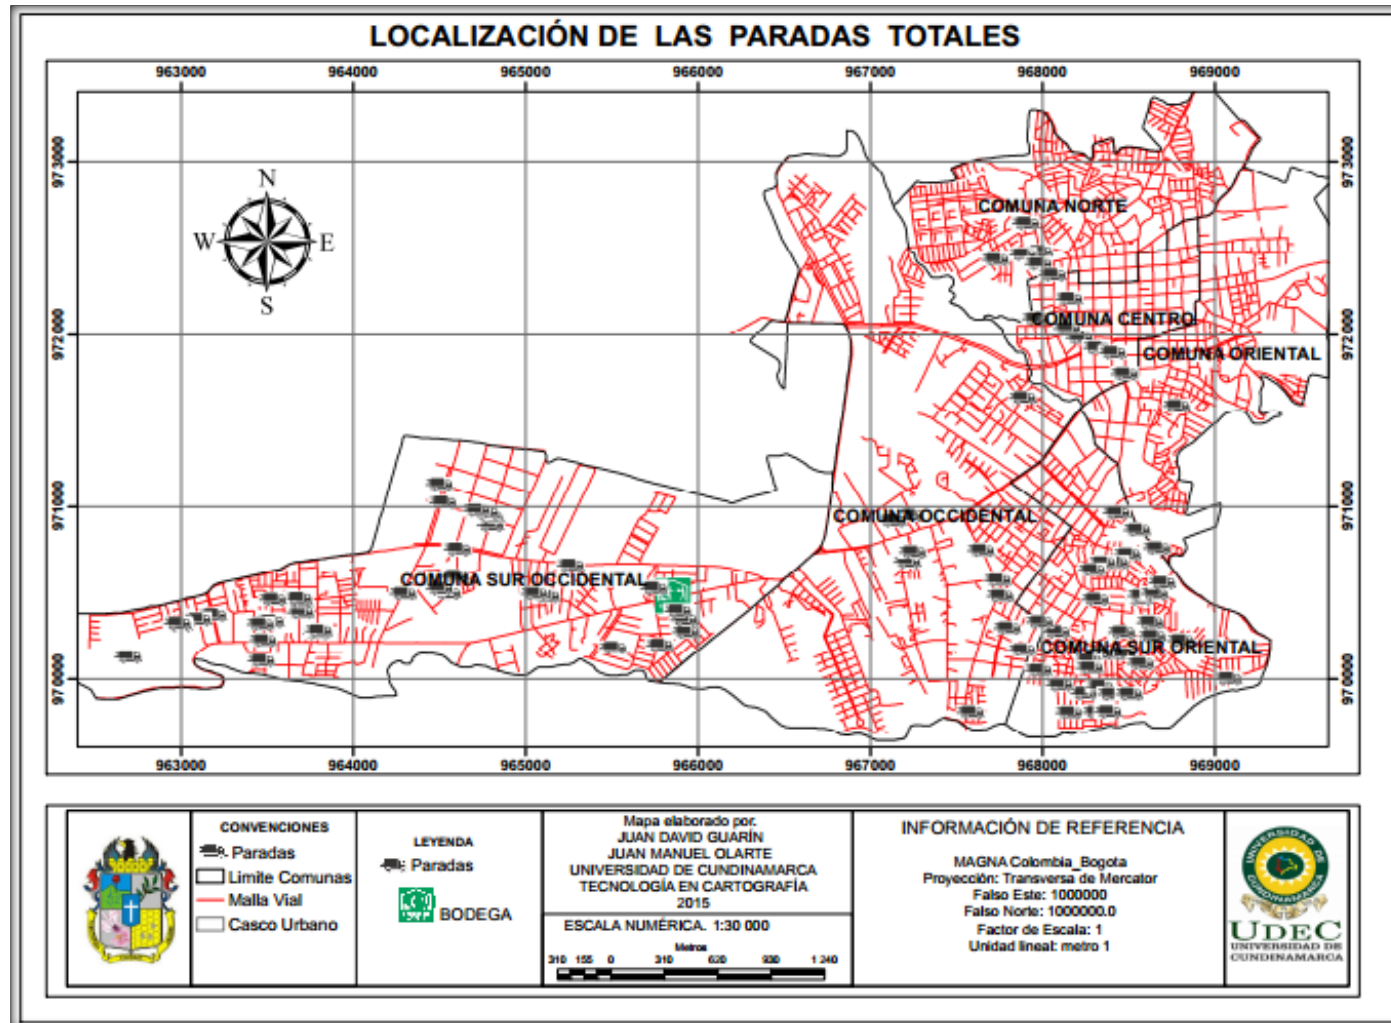 LOCALIZACIÓN DE LAS PARADAS TOTALES
963000 964000 965000 966000 967000 968000 969000
973000 973000
972000 972000
971000 971000
970000 970000
N
W E
S
COMUNA NORTE
COMUNA CENTRO
COMUNA ORIENTAL
COMUNA OCCIDENTAL
COMUNA SUR OCCIDENTAL
COMUNA SUR ORIENTAL
963000 964000 965000 966000 967000 968000 969000
CONVENCIONES
Paradas
Limite Comunas
Malla Vial
Casco Urbano
LEYENDA
Paradas
BODEGA
Mapa elaborado por.
JUAN DAVID GUARÍN
JUAN MANUEL OLARTE
UNIVERSIDAD DE CUNDINAMARCA
TECNOLOGÍA EN CARTOGRAFÍA
2015
ESCALA NUMÉRICA. 1:30 000
Metros
310 155 0 310 620 930 1 240
INFORMACIÓN DE REFERENCIA
MAGNA Colombia_Bogota
Proyección: Transversa de Mercator
Falso Este: 1000000
Falso Norte: 1000000.0
Factor de Escala: 1
Unidad lineal: metro 1
UNIVERSIDAD DE
CUNDINAMARCA
UDEC
UNIVERSIDAD DE
CUNDINAMARCA